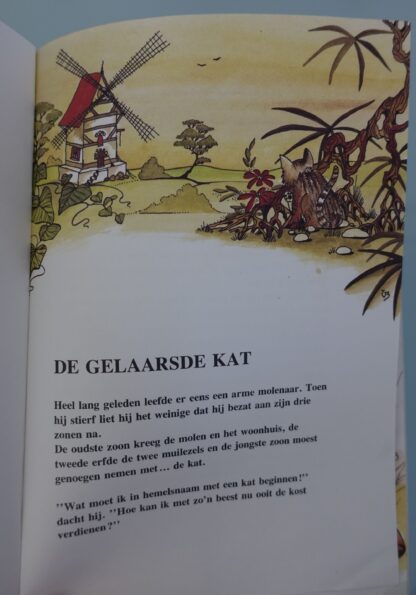 DE GELAARSDE KAT
Heel lang geleden leefde er eens een arme molenaar. Toen
hij stierf liet hij het weinige dat hij bezat aan zijn drie
zonen na.
De oudste zoon kreeg de molen en het woonhuis, de
tweede erfde de twee muilezels en de jongste zoon moest
genoegen nemen met... de kat.
"Wat moet ik in hemelsnaam met een kat beginnen!"
dacht hij. "Hoe kan ik met zo'n beest nu ooit de kost
verdienen?"